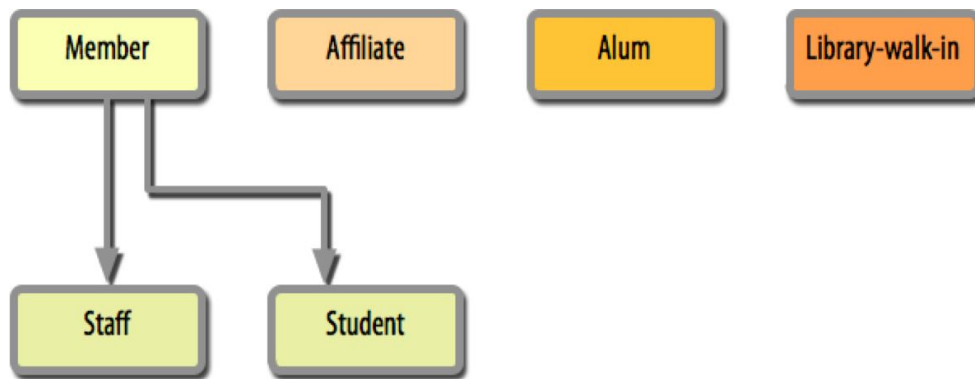 Member
Affiliate
Alum
Library-walk-in
Staff
Student